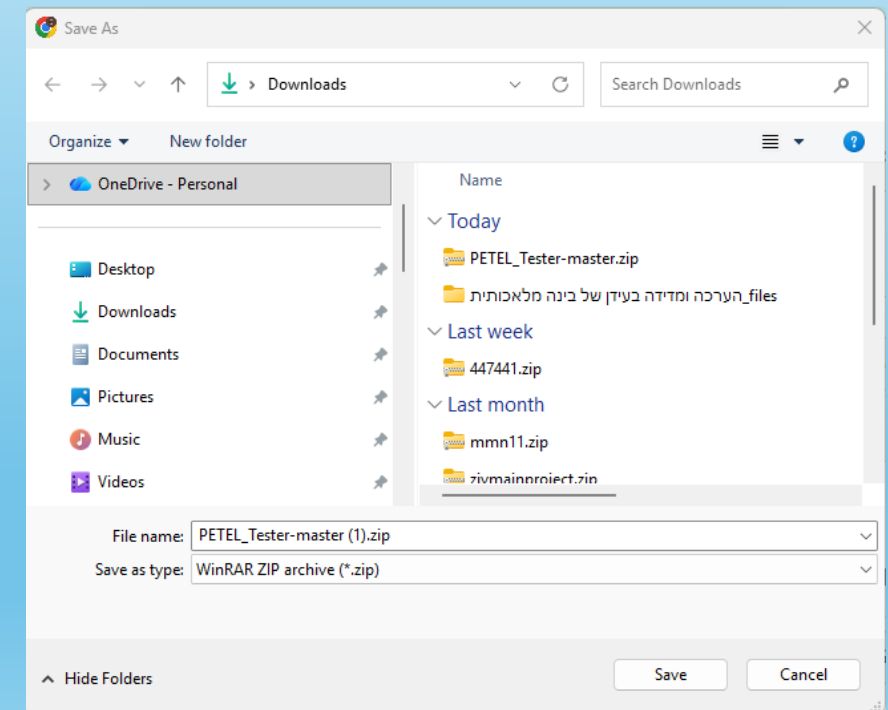 Save As
Downloads
Search Downloads
Organize
New folder
OneDrive - Personal
Desktop
Downloads
Documents
Pictures
Music
Videos
Name
Today
PETEL_Tester-master.zip
הערכה ומדידה בעידן של בינה מלאכותית_files
Last week
447441.zip
Last month
mmn11.zip
zivmainproject.zip
File name: PETEL_Tester-master (1).zip
Save as type: WinRAR ZIP archive (*.zip)
Hide Folders
Save
Cancel